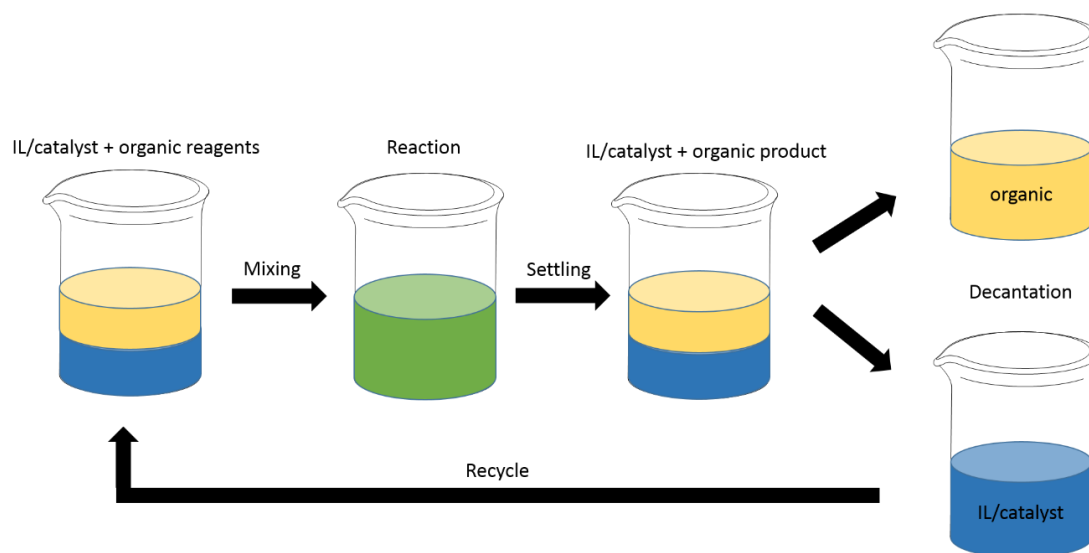 IL/catalyst + organic reagents
Reaction
IL/catalyst + organic product
organic
Mixing
Settling
Decantation
Recycle
IL/catalyst